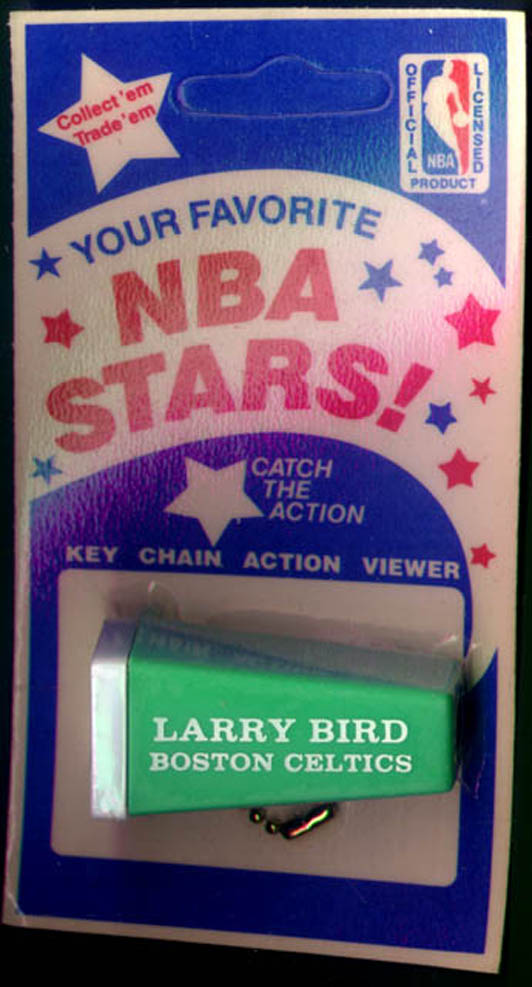 Collect 'em
Trade 'em
OFFICIAL
LICENSED
NBA
PRODUCT
YOUR FAVORITE
NBA
STARS!
CATCH
THE
ACTION
KEY CHAIN ACTION VIEWER
LARRY BIRD
BOSTON CELTICS